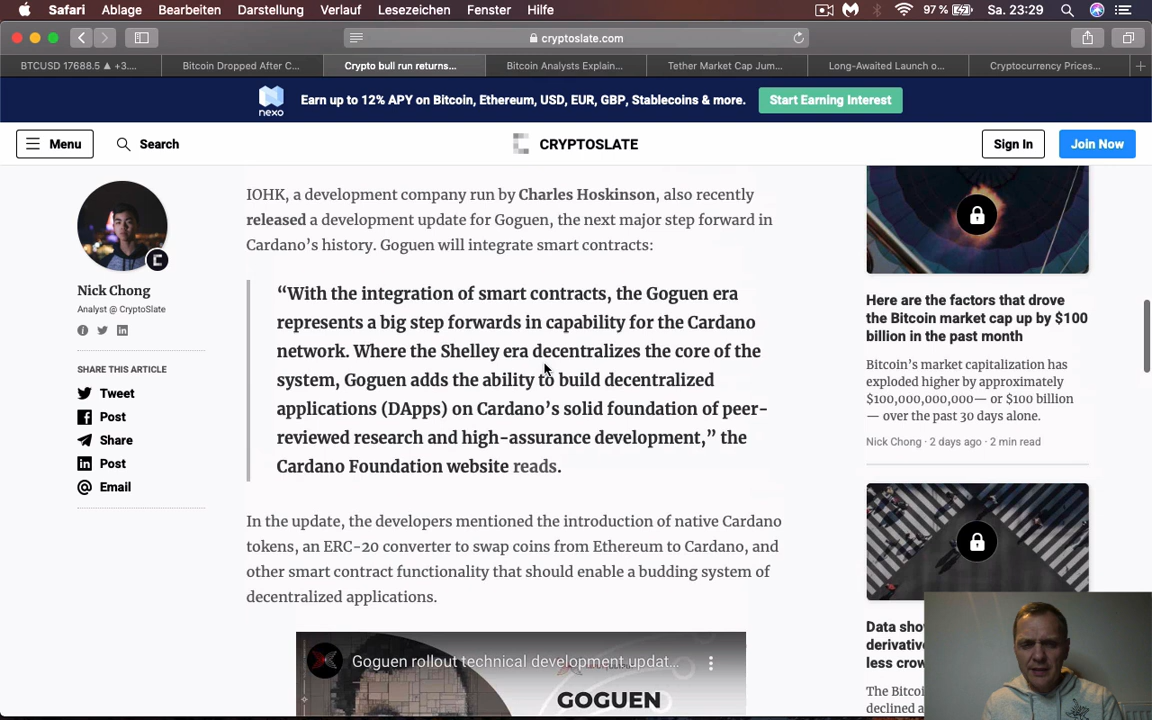 Safari Ablage Bearbeiten Darstellung Verlauf Lesezeichen Fenster Hilfe 97 % Sa. 23:29
cryptoslate.com
BTCUSD 17688.5 ▲ +3.... Bitcoin Dropped After C... Crypto bull run returns... Bitcoin Analysts Explain... Tether Market Cap Jum... Long-Awaited Launch o... Cryptocurrency Prices... +
nexo Earn up to 12% APY on Bitcoin, Ethereum, USD, EUR, GBP, Stablecoins & more. Start Earning Interest
Menu Search CRYPTOSLATE Sign In Join Now
IOHK, a development company run by Charles Hoskinson, also recently
released a development update for Goguen, the next major step forward in
Cardano's history. Goguen will integrate smart contracts:
“With the integration of smart contracts, the Goguen era
represents a big step forwards in capability for the Cardano
network. Where the Shelley era decentralizes the core of the
system, Goguen adds the ability to build decentralized
applications (DApps) on Cardano’s solid foundation of peer-
reviewed research and high-assurance development,” the
Cardano Foundation website reads.
In the update, the developers mentioned the introduction of native Cardano
tokens, an ERC-20 converter to swap coins from Ethereum to Cardano, and
other smart contract functionality that should enable a budding system of
decentralized applications.
Goguen rollout technical development updat...
GOGUEN
Nick Chong
Analyst @ CryptoSlate
SHARE THIS ARTICLE
Tweet
Post
Share
Post
Email
Here are the factors that drove
the Bitcoin market cap up by $100
billion in the past month
Bitcoin’s market capitalization has
exploded higher by approximately
$100,000,000,000— or $100 billion
— over the past 30 days alone.
Nick Chong · 2 days ago · 2 min read
Data sho
derivativ
less crow
The Bitcoi
declined a